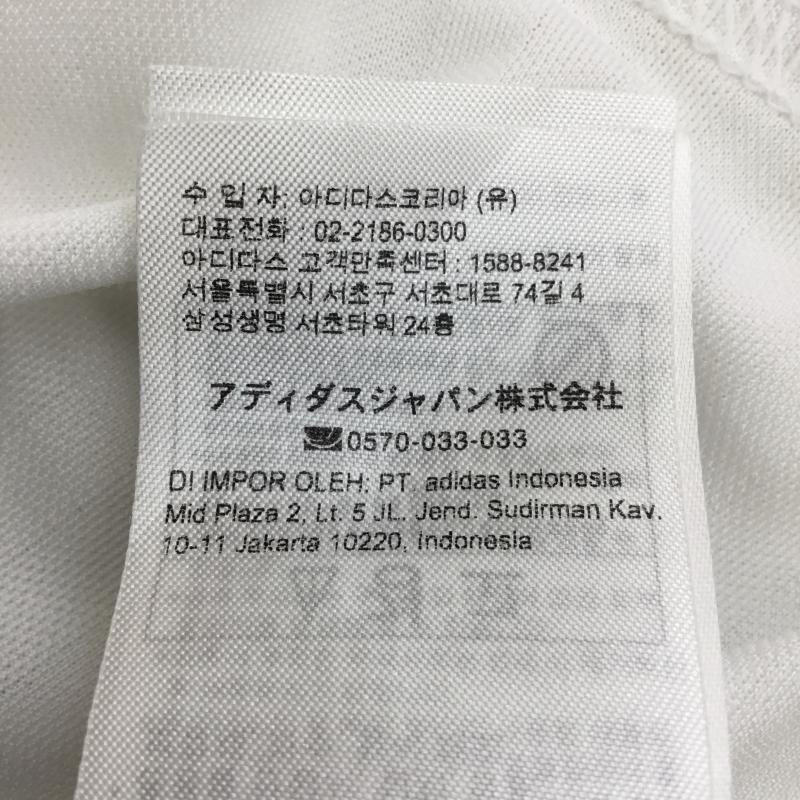 수 입 자: 아디다스코리아 (유)
대표전화 : 02-2186-0300
아디다스 고객만족센터 : 1588-8241
서울특별시 서초구 서초대로 74길 4
삼성생명 서초타워 24층
アディダスジャパン株式会社
0570-033-033
DI IMPOR OLEH: PT. adidas Indonesia
Mid Plaza 2, Lt. 5 JL. Jend. Sudirman Kav.
10-11 Jakarta 10220, Indonesia